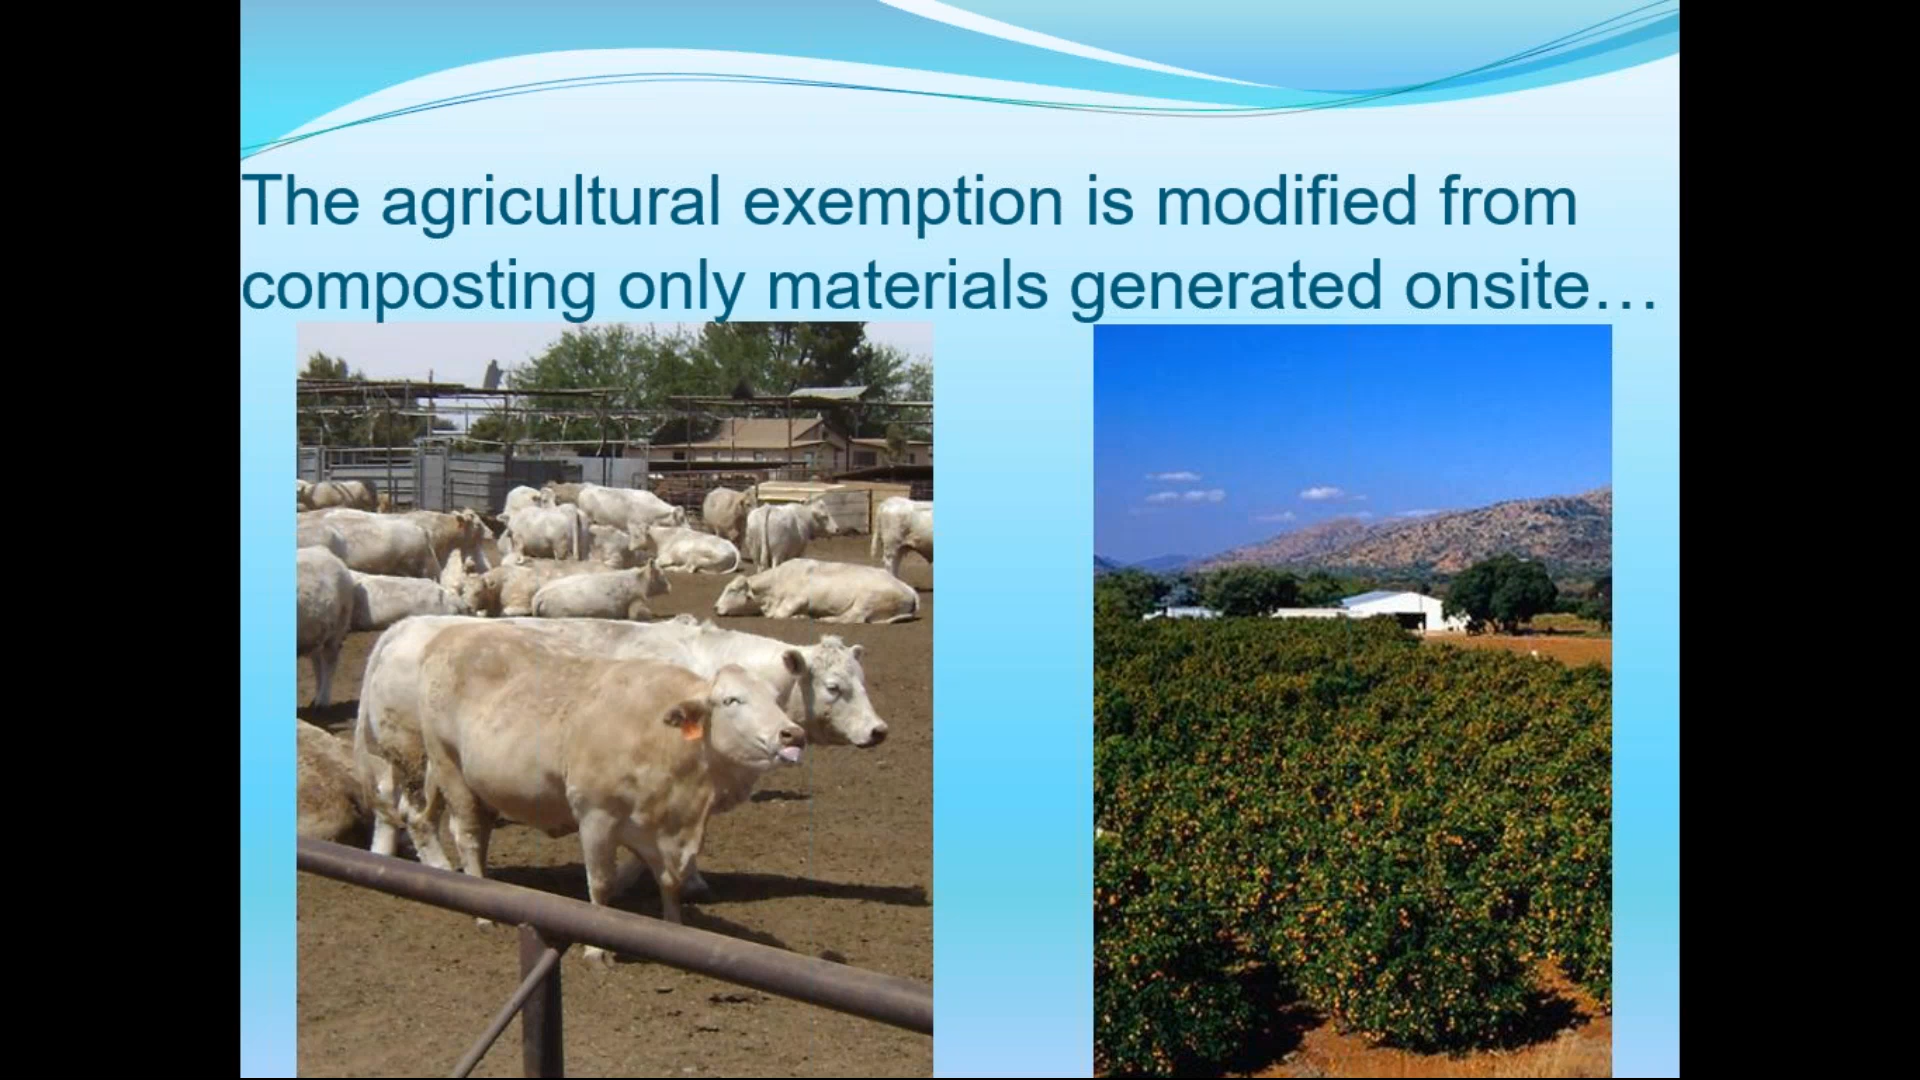 The agricultural exemption is modified from
composting only materials generated onsite…